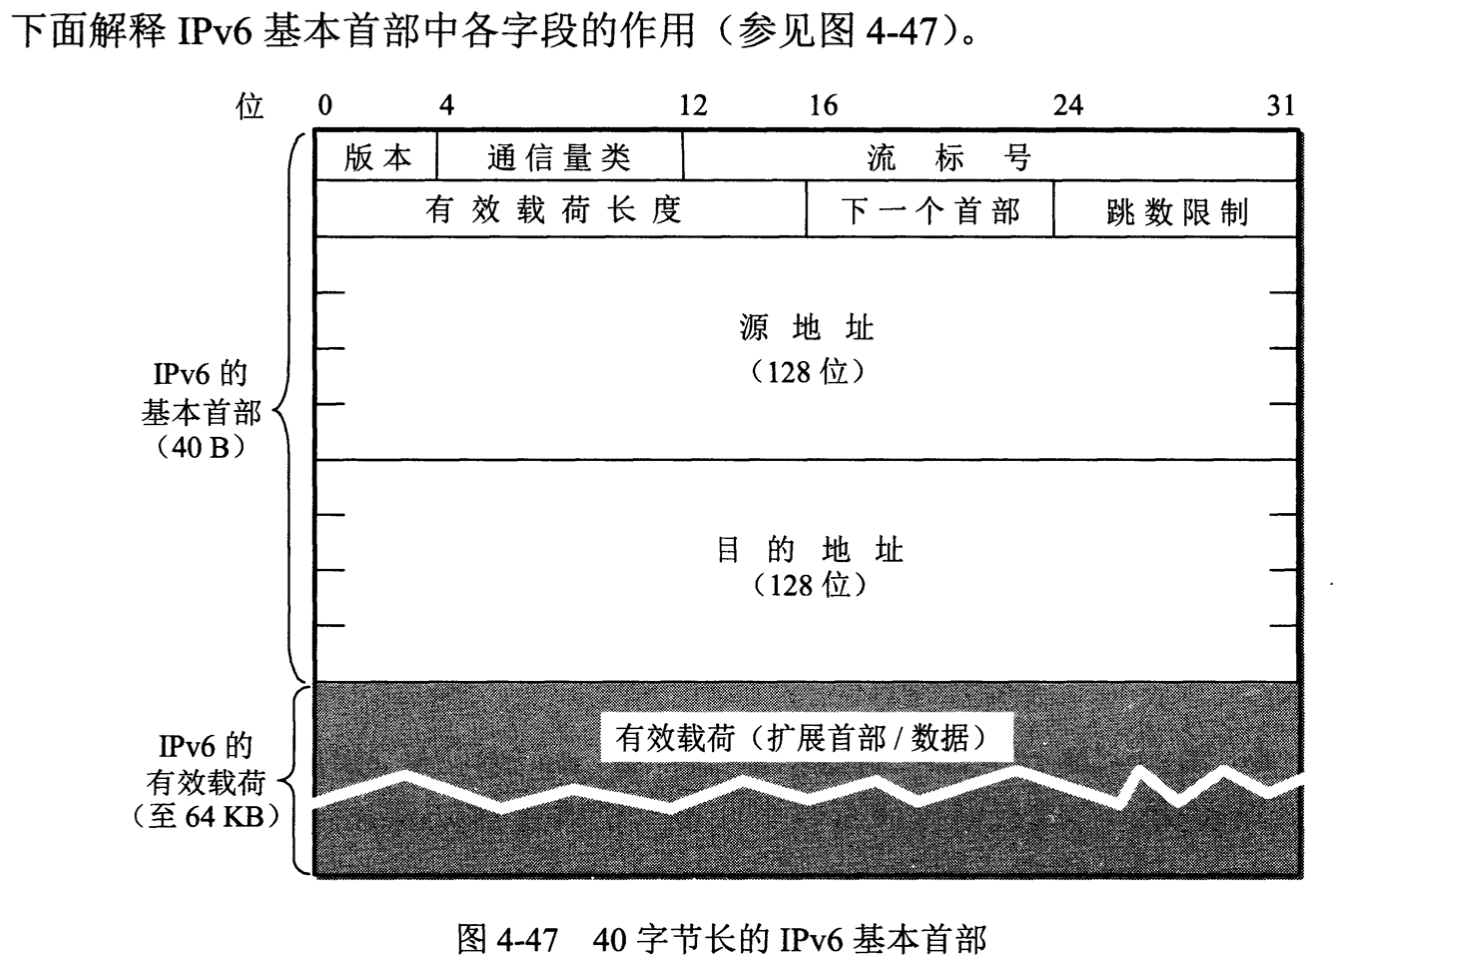 下面解释 IPv6 基本首部中各字段的作用（参见图 4-47）。
位 0 4 12 16 24 31
版本 通信量类 流标号
有效载荷长度 下一个首部 跳数限制
源地址
（128 位）
IPv6 的
基本首部
（40 B）
目的地址
（128 位）
有效载荷（扩展首部 / 数据）
IPv6 的
有效载荷
（至 64 KB）
图 4-47 40 字节长的 IPv6 基本首部